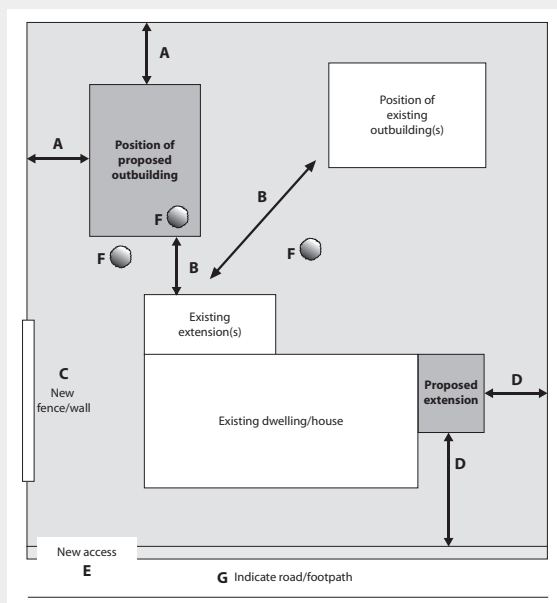 A
Position of
existing
outbuilding(s)
A
Position of
proposed
outbuilding
B
F
F
F
B
Existing
extension(s)
C
New
fence/wall
Proposed
extension
D
Existing dwelling/house
D
New access
E
G Indicate road/footpath